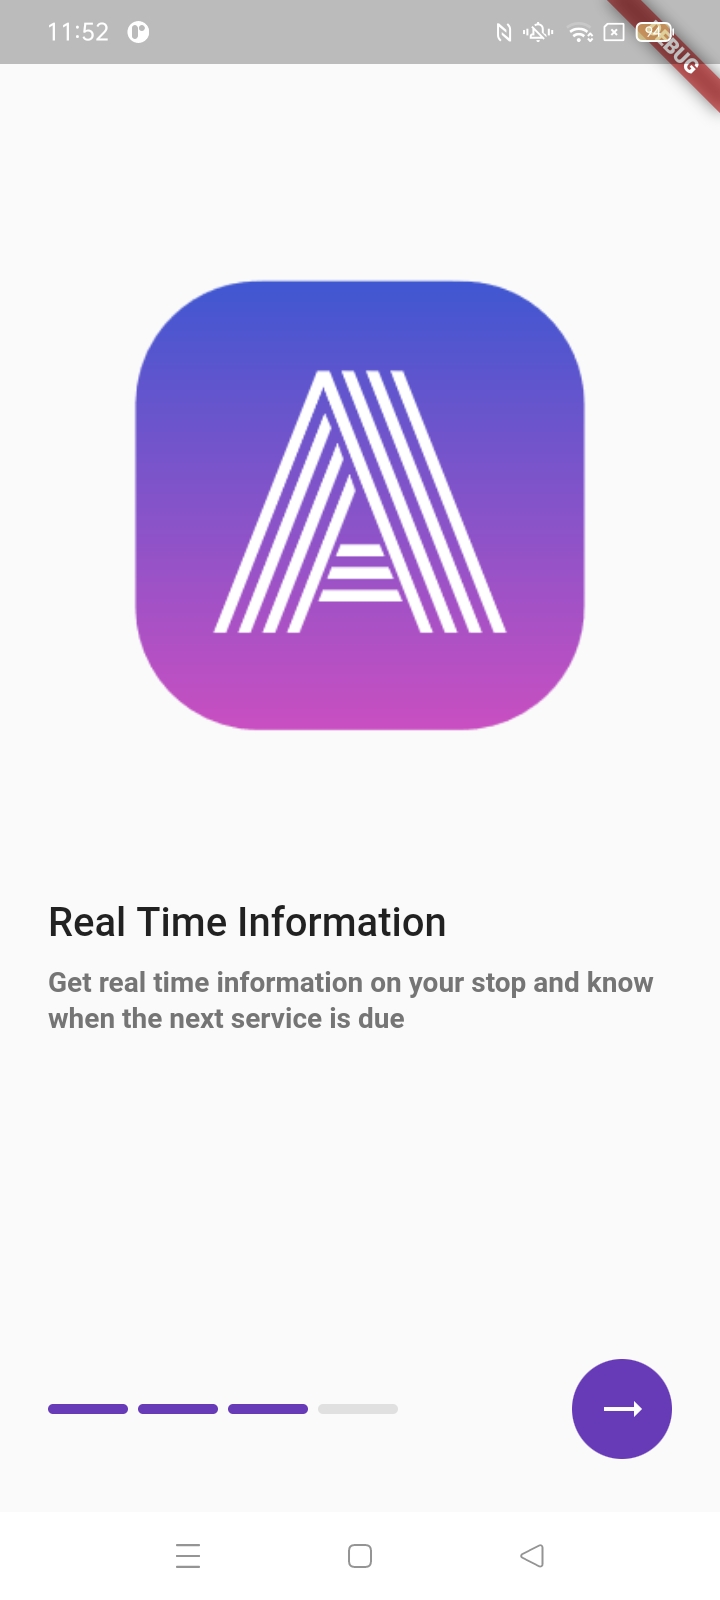 11:52
94
DEBUG
A
Real Time Information
Get real time information on your stop and know
when the next service is due